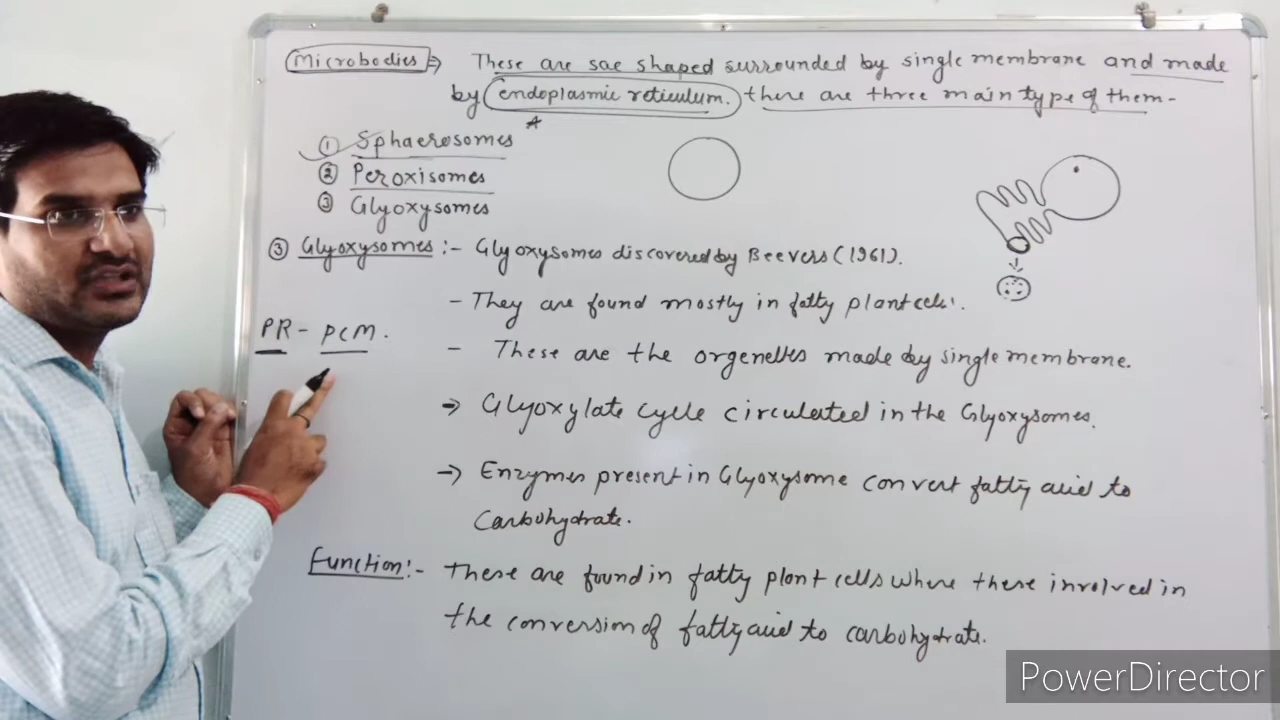 Microbodies ⇒ These are sac shaped surrounded by single membrane and made
by endoplasmic reticulum. there are three main type of them-
① Sphaerosomes
② Peroxisomes
③ Glyoxysomes
③ Glyoxysomes :- Glyoxysomes discovered by Beevers (1961).
- They are found mostly in fatty plant cells.
PR - PCM.
- These are the orgenelles made by single membrane.
→ Glyoxylate cycle circulated in the Glyoxysomes.
→ Enzymes present in Glyoxysome convert fatty acid to
Carbohydrate.
Function:- These are found in fatty plant cells where these involved in
the conversion of fatty acid to carbohydrate.
PowerDirector